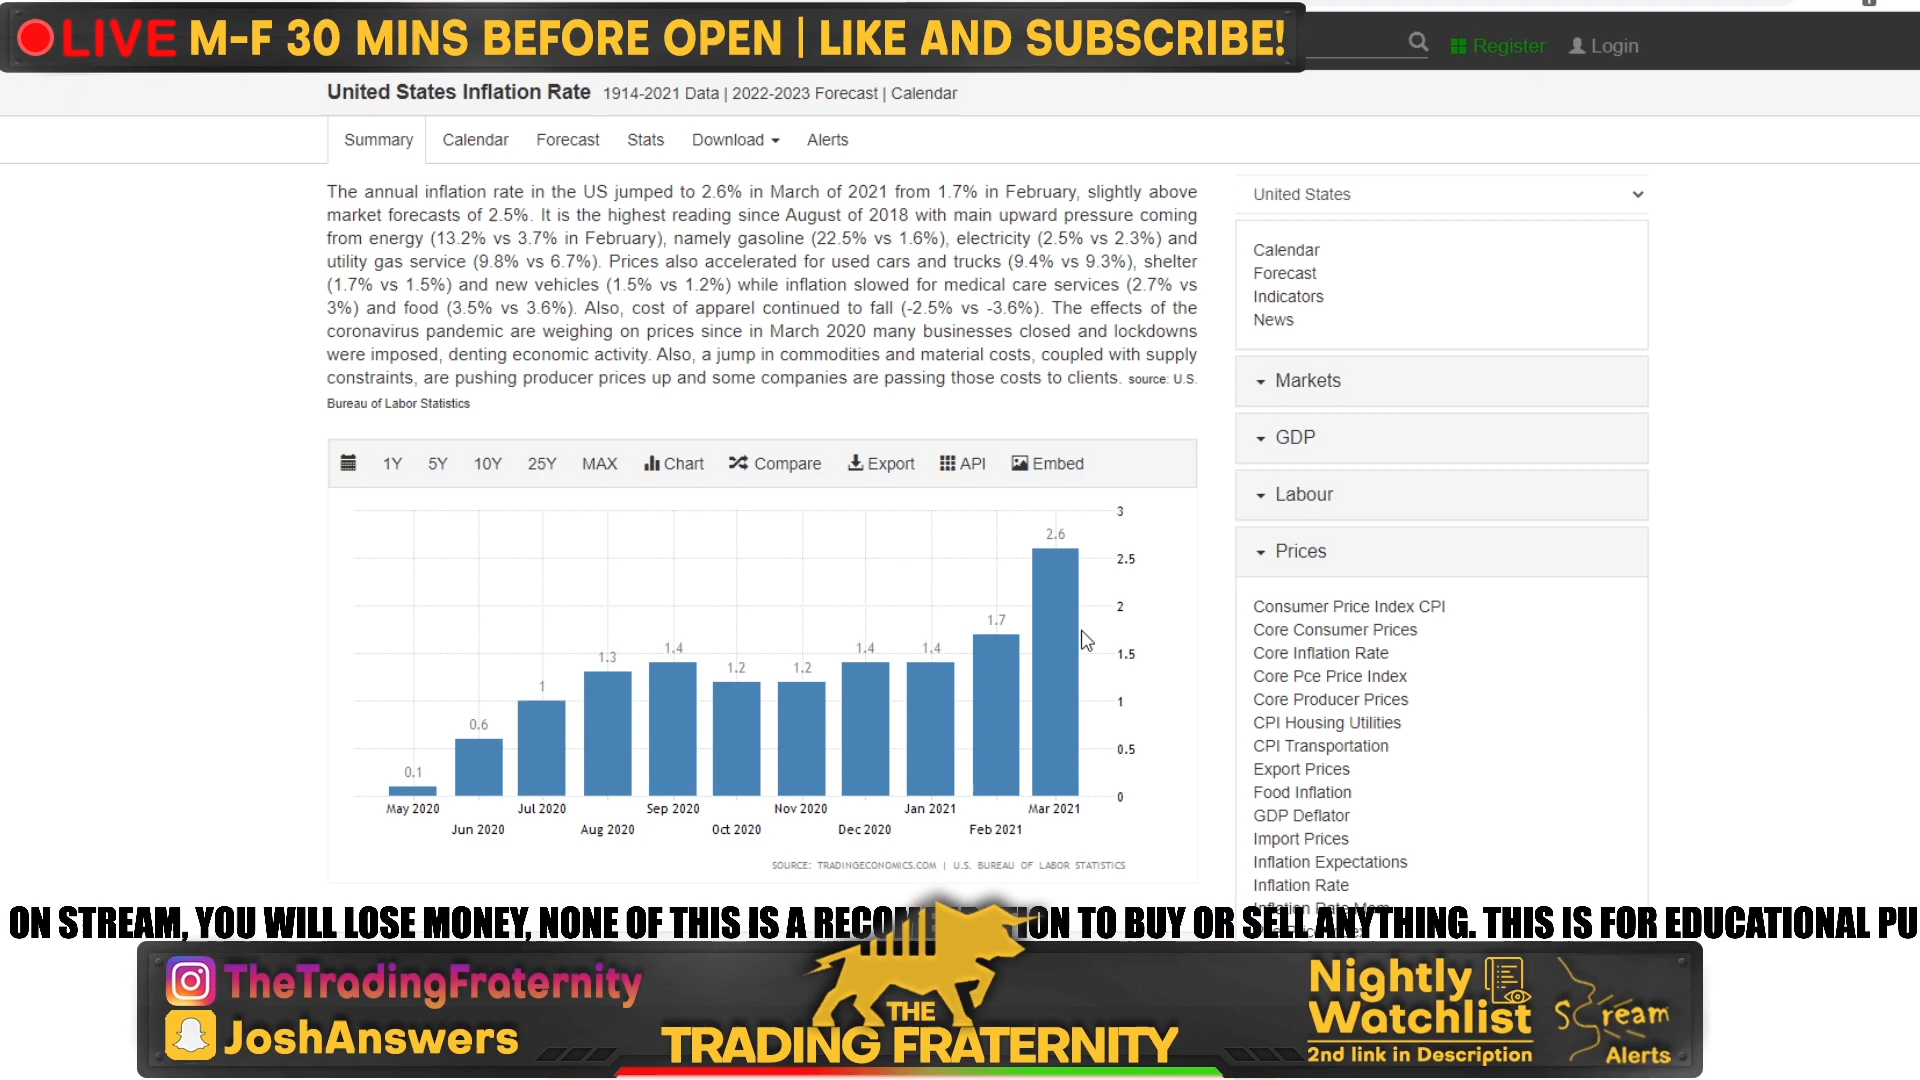 LIVE M-F 30 MINS BEFORE OPEN | LIKE AND SUBSCRIBE!
Register
Login
United States Inflation Rate 1914-2021 Data | 2022-2023 Forecast | Calendar
Summary Calendar Forecast Stats Download Alerts
The annual inflation rate in the US jumped to 2.6% in March of 2021 from 1.7% in February, slightly above
market forecasts of 2.5%. It is the highest reading since August of 2018 with main upward pressure coming
from energy (13.2% vs 3.7% in February), namely gasoline (22.5% vs 1.6%), electricity (2.5% vs 2.3%) and
utility gas service (9.8% vs 6.7%). Prices also accelerated for used cars and trucks (9.4% vs 9.3%), shelter
(1.7% vs 1.5%) and new vehicles (1.5% vs 1.2%) while inflation slowed for medical care services (2.7% vs
3%) and food (3.5% vs 3.6%). Also, cost of apparel continued to fall (-2.5% vs -3.6%). The effects of the
coronavirus pandemic are weighing on prices since in March 2020 many businesses closed and lockdowns
were imposed, denting economic activity. Also, a jump in commodities and material costs, coupled with supply
constraints, are pushing producer prices up and some companies are passing those costs to clients. source: U.S.
Bureau of Labor Statistics
1Y 5Y 10Y 25Y MAX Chart Compare Export API Embed
3
2.5
2
1.5
1
0.5
0
0.1
0.6
1
1.3
1.4
1.2
1.2
1.4
1.4
1.7
2.6
May 2020
Jun 2020
Jul 2020
Aug 2020
Sep 2020
Oct 2020
Nov 2020
Dec 2020
Jan 2021
Feb 2021
Mar 2021
SOURCE: TRADINGECONOMICS.COM | U.S. BUREAU OF LABOR STATISTICS
United States
Calendar
Forecast
Indicators
News
Markets
GDP
Labour
Prices
Consumer Price Index CPI
Core Consumer Prices
Core Inflation Rate
Core Pce Price Index
Core Producer Prices
CPI Housing Utilities
CPI Transportation
Export Prices
Food Inflation
GDP Deflator
Import Prices
Inflation Expectations
Inflation Rate
ON STREAM, YOU WILL LOSE MONEY, NONE OF THIS IS A RECOM TION TO BUY OR SELL ANYTHING. THIS IS FOR EDUCATIONAL PU
TheTradingFraternity
JoshAnswers
THE
TRADING FRATERNITY
Nightly
Watchlist
2nd link in Description
Scream
Alerts